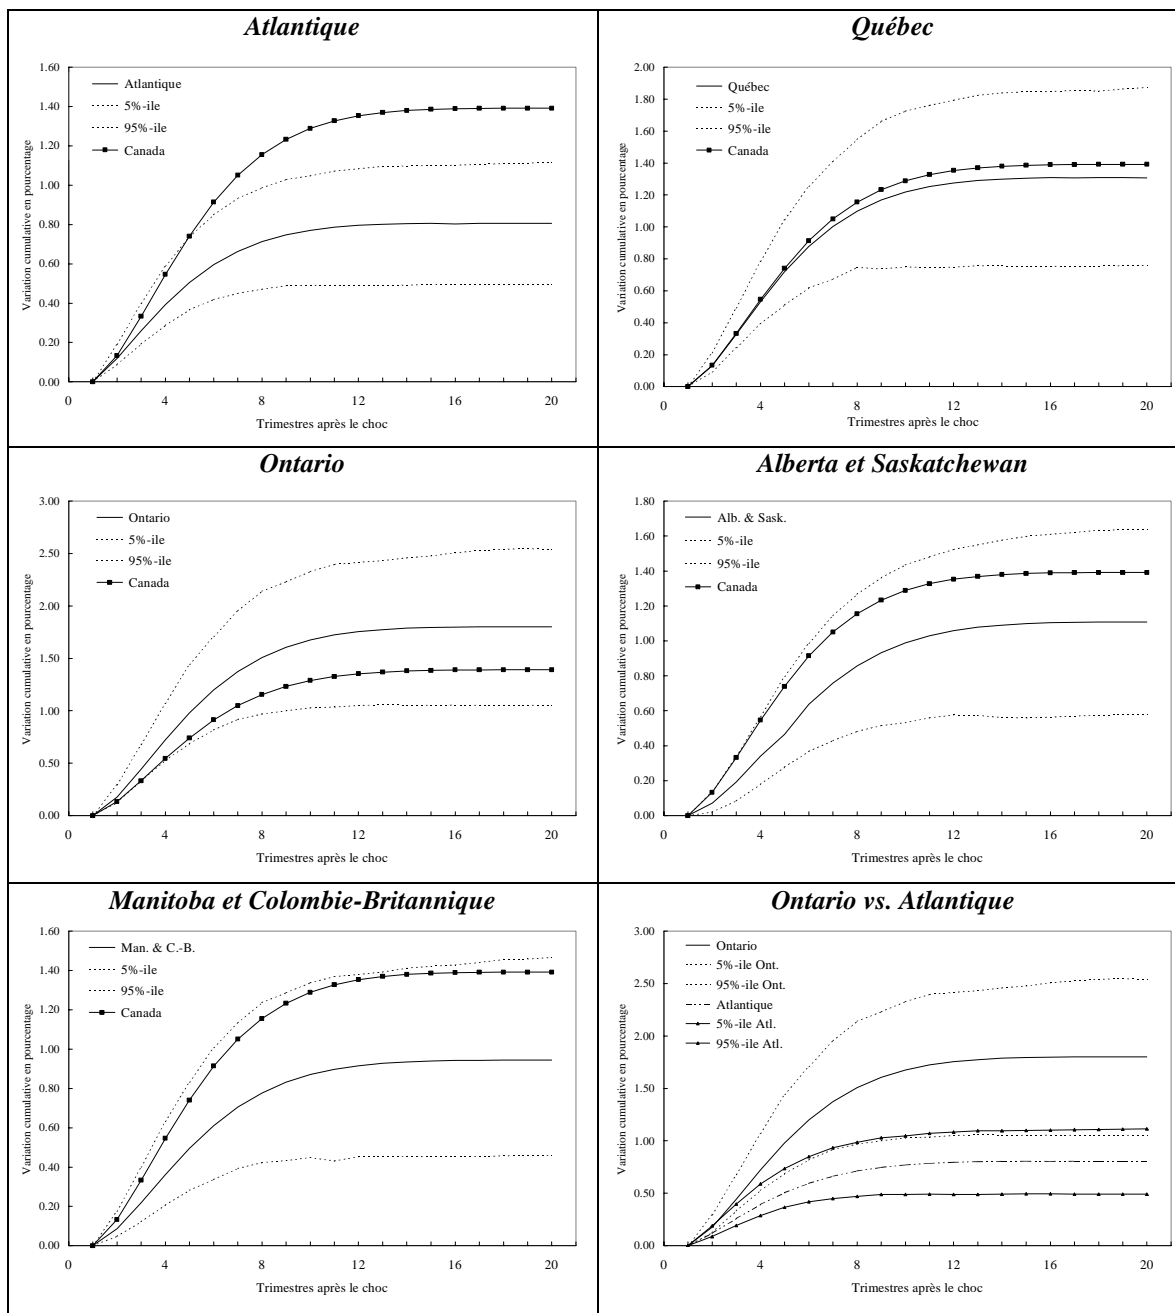 Atlantique
1.60
1.40
1.20
1.00
0.80
0.60
0.40
0.20
0.00
Variation cumulative en pourcentage
Atlantique
5%-ile
95%-ile
Canada
0 4 8 12 16 20
Trimestres après le choc
Québec
2.00
1.80
1.60
1.40
1.20
1.00
0.80
0.60
0.40
0.20
0.00
Variation cumulative en pourcentage
Québec
5%-ile
95%-ile
Canada
0 4 8 12 16 20
Trimestres après le choc
Ontario
3.00
2.50
2.00
1.50
1.00
0.50
0.00
Variation cumulative en pourcentage
Ontario
5%-ile
95%-ile
Canada
0 4 8 12 16 20
Trimestres après le choc
Alberta et Saskatchewan
1.80
1.60
1.40
1.20
1.00
0.80
0.60
0.40
0.20
0.00
Variation cumulative en pourcentage
Alb. & Sask.
5%-ile
95%-ile
Canada
0 4 8 12 16 20
Trimestres après le choc
Manitoba et Colombie-Britannique
1.60
1.40
1.20
1.00
0.80
0.60
0.40
0.20
0.00
Variation cumulative en pourcentage
Man. & C.-B.
5%-ile
95%-ile
Canada
0 4 8 12 16 20
Trimestres après le choc
Ontario vs. Atlantique
3.00
2.50
2.00
1.50
1.00
0.50
0.00
Variation cumulative en pourcentage
Ontario
5%-ile Ont.
95%-ile Ont.
Atlantique
5%-ile Atl.
95%-ile Atl.
0 4 8 12 16 20
Trimestres après le choc